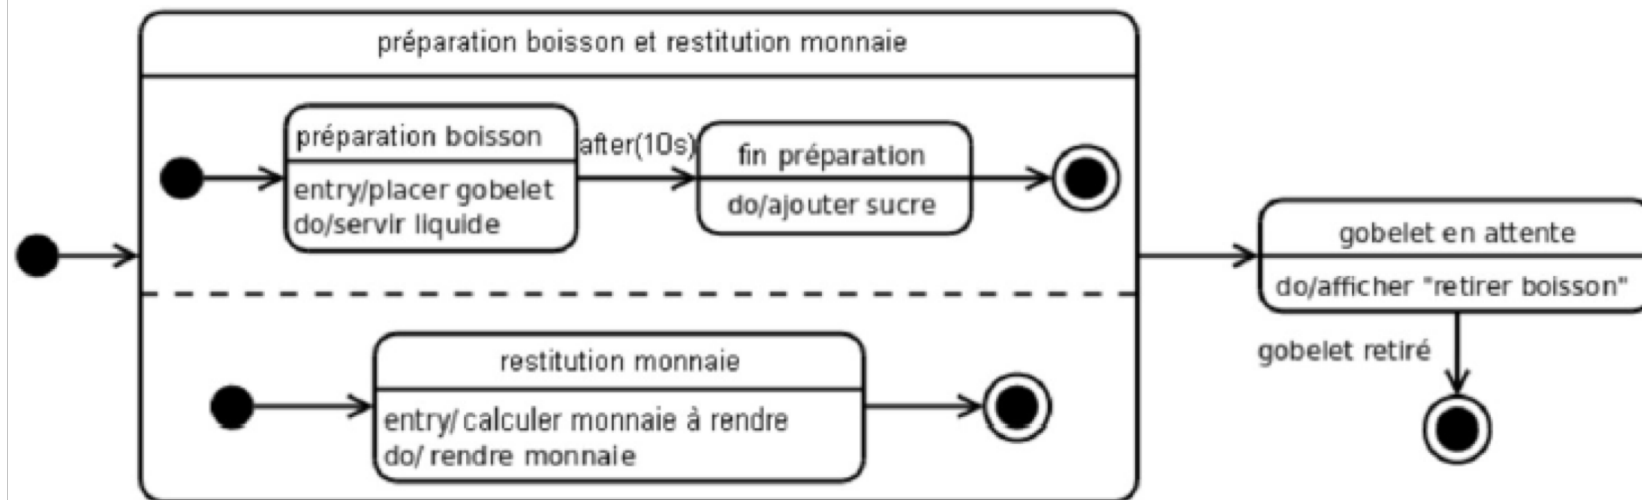 préparation boisson et restitution monnaie
préparation boisson
entry/placer gobelet
do/servir liquide
after(10s)
fin préparation
do/ajouter sucre
gobelet en attente
do/afficher "retirer boisson"
gobelet retiré
restitution monnaie
entry/ calculer monnaie à rendre
do/ rendre monnaie